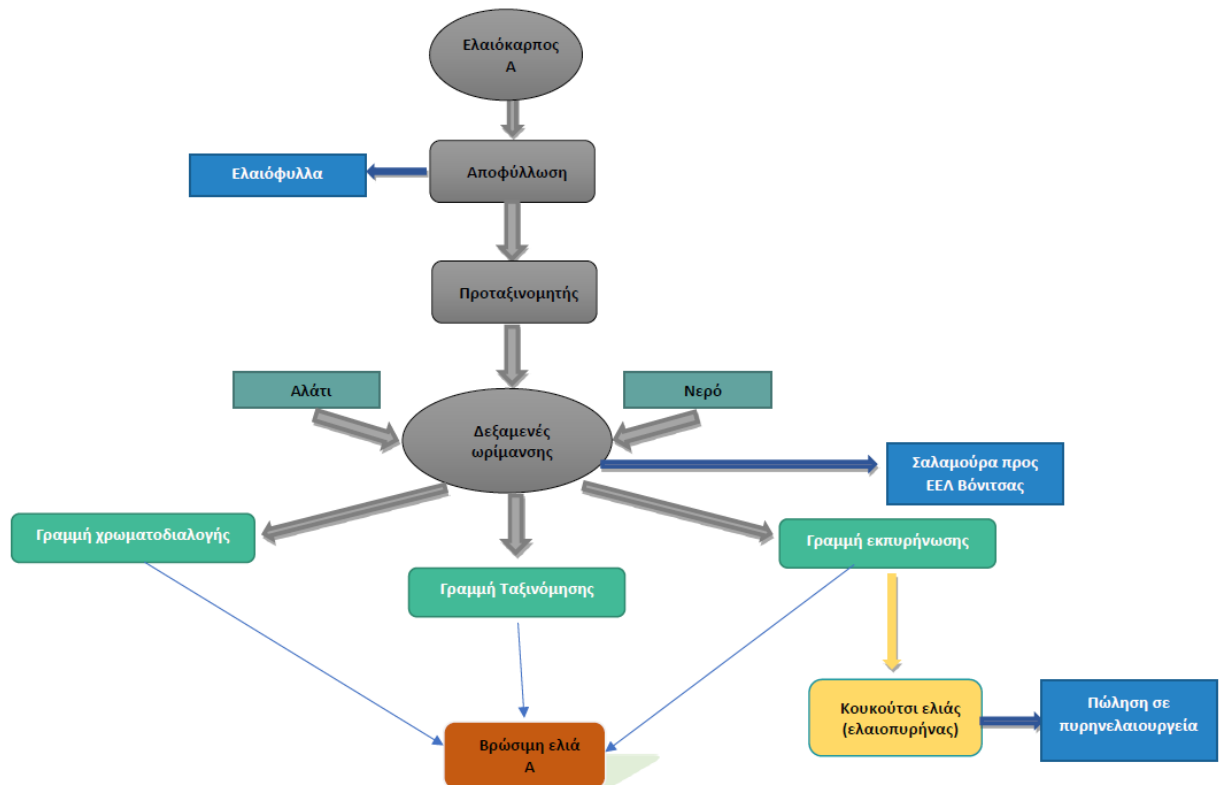 Ελαιόκαρπος
Α
Ελαιόφυλλα
Αποφύλλωση
Προταξινομητής
Αλάτι
Νερό
Δεξαμενές
ωρίμανσης
Σαλαμούρα προς
ΕΕΛ Βόνιτσας
Γραμμή χρωματοδιαλογής
Γραμμή εκπυρήνωσης
Γραμμή Ταξινόμησης
Κουκούτσι ελιάς
(ελαιοπυρήνας)
Πώληση σε
πυρηνελαιουργεία
Βρώσιμη ελιά
Α